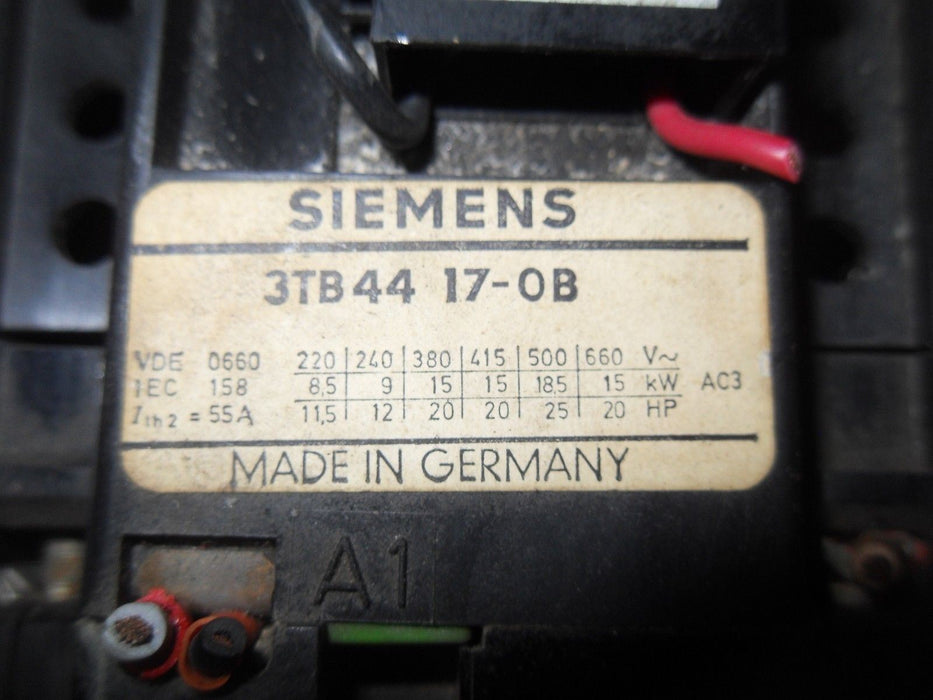 SIEMENS
3TB44 17-0B
VDE 0660 220 240 380 415 500 660 V~
IEC 158 8,5 9 15 15 18,5 15 kW AC3
Ith2 = 55A 11,5 12 20 20 25 20 HP
MADE IN GERMANY
A1